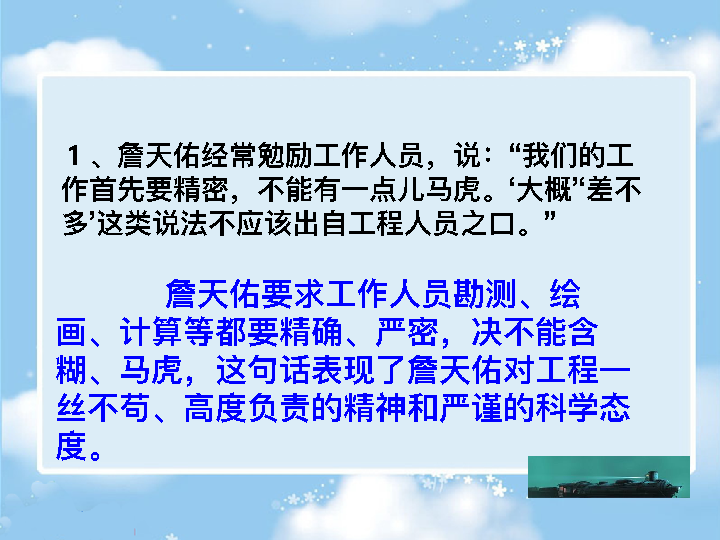 1、詹天佑经常勉励工作人员，说：“我们的工
作首先要精密，不能有一点儿马虎。‘大概’‘差不
多’这类说法不应该出自工程人员之口。”
詹天佑要求工作人员勘测、绘
画、计算等都要精确、严密，决不能含
糊、马虎，这句话表现了詹天佑对工程一
丝不苟、高度负责的精神和严谨的科学态
度。